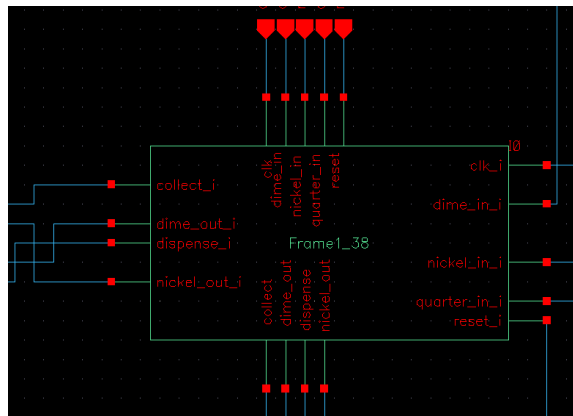 clk
dime_in
nickel_in
quarter_in
reset
collect_i
dime_out_i
dispense_i
nickel_out_i
Frame1_38
clk_i
dime_in_i
nickel_in_i
quarter_in_i
reset_i
collect
dime_out
dispense
nickel_out